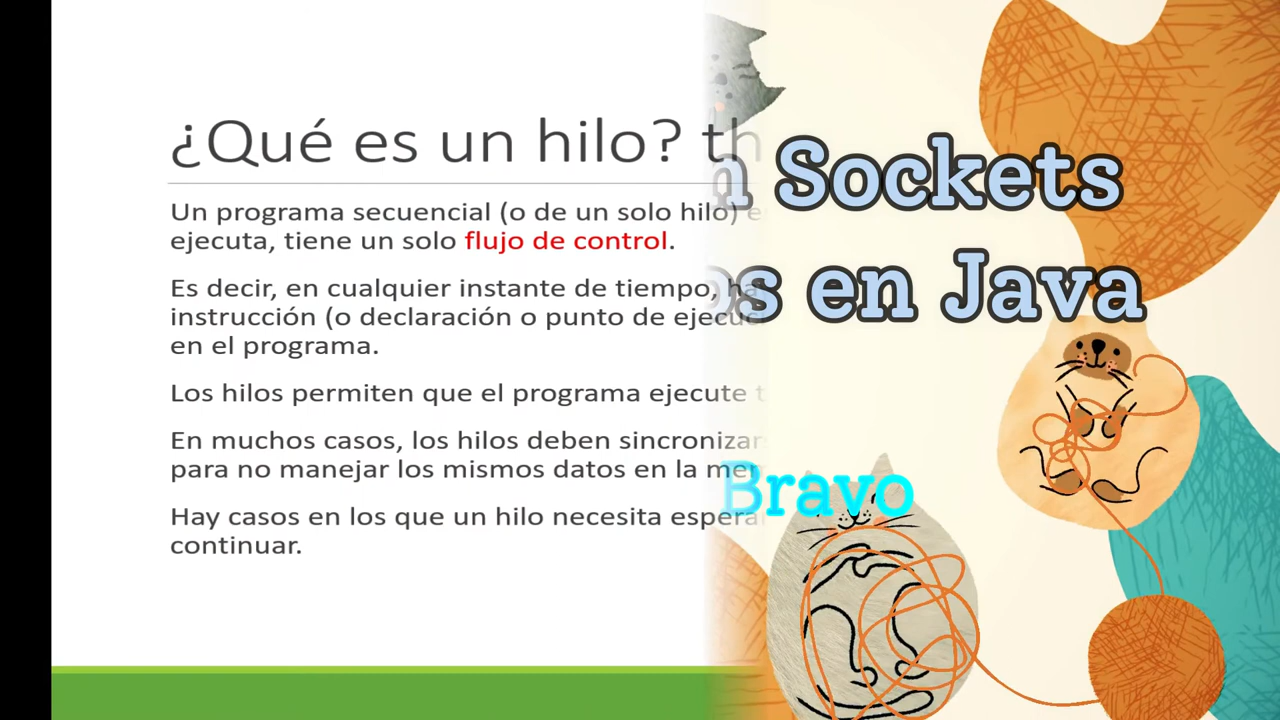 ¿Qué es un hilo?
Un programa secuencial (o de un solo hilo)
ejecuta, tiene un solo flujo de control.
Es decir, en cualquier instante de tiempo,
instrucción (o declaración o punto de
en el programa.
Los hilos permiten que el programa ejecute
En muchos casos, los hilos deben
para no manejar los mismos datos en la
Hay casos en los que un hilo necesita
continuar.
Sockets
en Java
Bravo